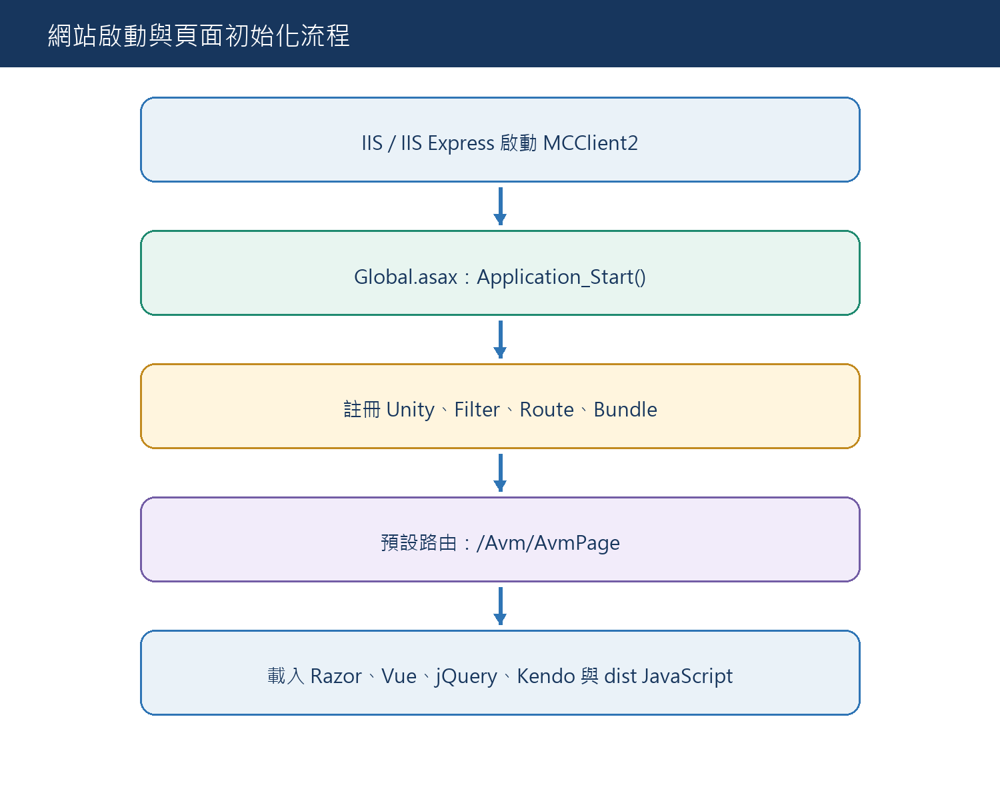 網站啟動與頁面初始化流程
IIS / IIS Express 啟動 MCClient2
Global.asax：Application_Start()
註冊 Unity、Filter、Route、Bundle
預設路由：/Avm/AvmPage
載入 Razor、Vue、jQuery、Kendo 與 dist JavaScript